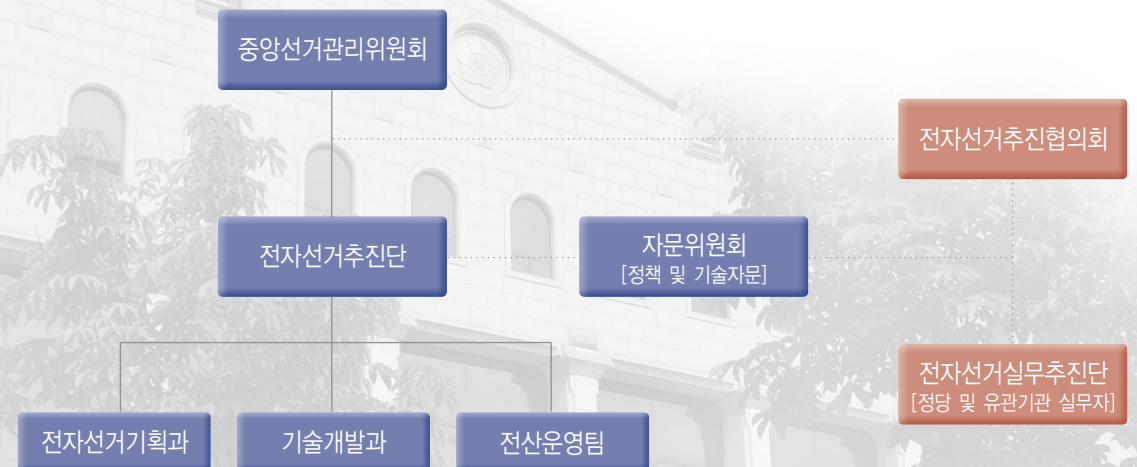 중앙선거관리위원회
전자선거추진협의회
전자선거추진단
자문위원회
[정책 및 기술자문]
전자선거실무추진단
[정당 및 유관기관 실무자]
전자선거기획과
기술개발과
전산운영팀